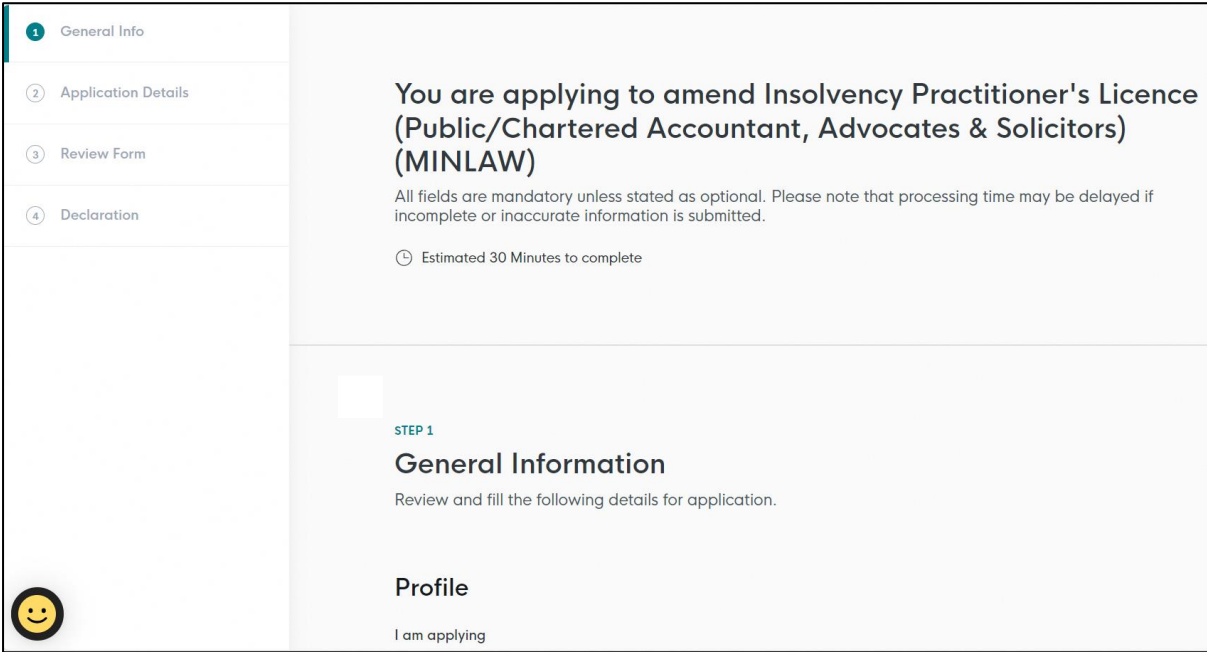 1 General Info
2 Application Details
3 Review Form
4 Declaration
You are applying to amend Insolvency Practitioner's Licence
(Public/Chartered Accountant, Advocates & Solicitors)
(MINLAW)
All fields are mandatory unless stated as optional. Please note that processing time may be delayed if
incomplete or inaccurate information is submitted.
Estimated 30 Minutes to complete
STEP 1
General Information
Review and fill the following details for application.
Profile
I am applying